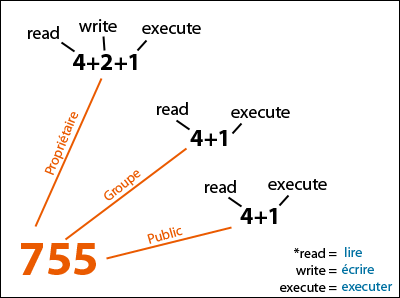 read write execute
4+2+1
Propriétaire
read execute
4+1
Groupe
read execute
4+1
Public
755
*read = lire
write = écrire
execute = executer